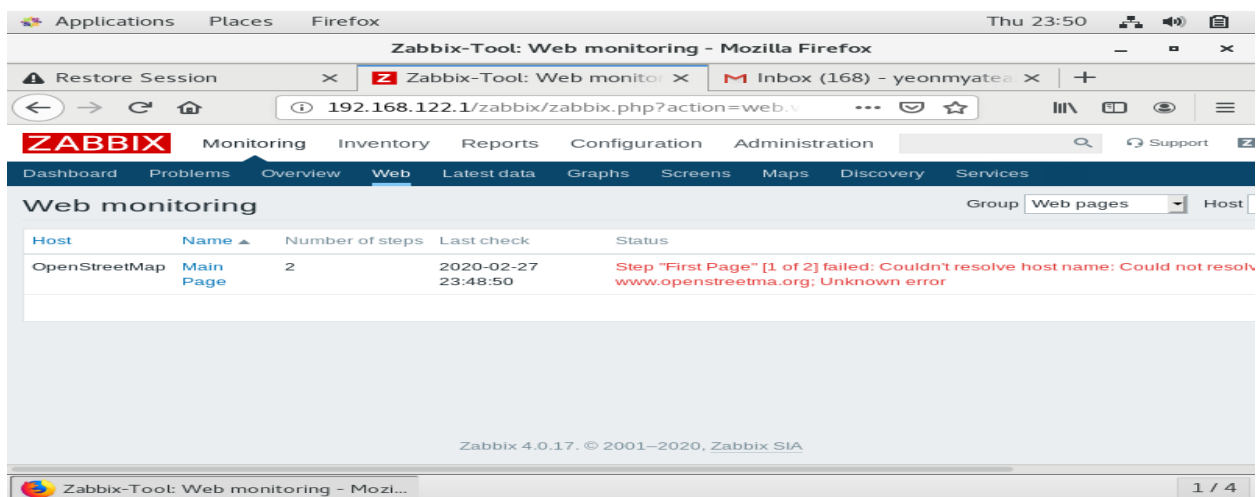 Applications Places Firefox Thu 23:50
Zabbix-Tool: Web monitoring - Mozilla Firefox
Restore Session Zabbix-Tool: Web monitor Inbox (168) - yeonmyatea
192.168.122.1/zabbix/zabbix.php?action=web.v
ZABBIX Monitoring Inventory Reports Configuration Administration Support Z
Dashboard Problems Overview Web Latest data Graphs Screens Maps Discovery Services
Web monitoring Group Web pages Host
Host Name Number of steps Last check Status
OpenStreetMap Main 2 2020-02-27 Step "First Page" [1 of 2] failed: Couldn't resolve host name: Could not resolv
Page 23:48:50 www.openstreetma.org; Unknown error
Zabbix 4.0.17. © 2001–2020, Zabbix SIA
Zabbix-Tool: Web monitoring - Mozi... 1 / 4